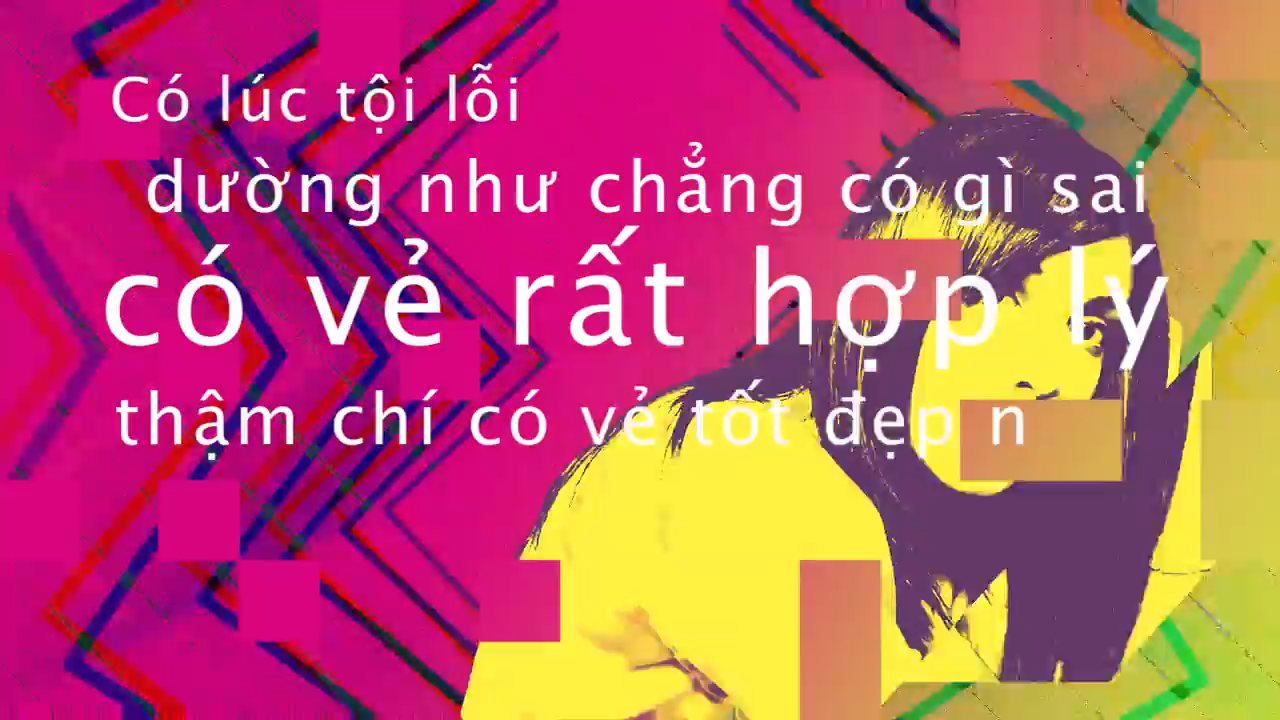 Có lúc tội lỗi
dường như chẳng có gì sai
có vẻ rất hợp lý
thậm chí có vẻ tốt đẹp n